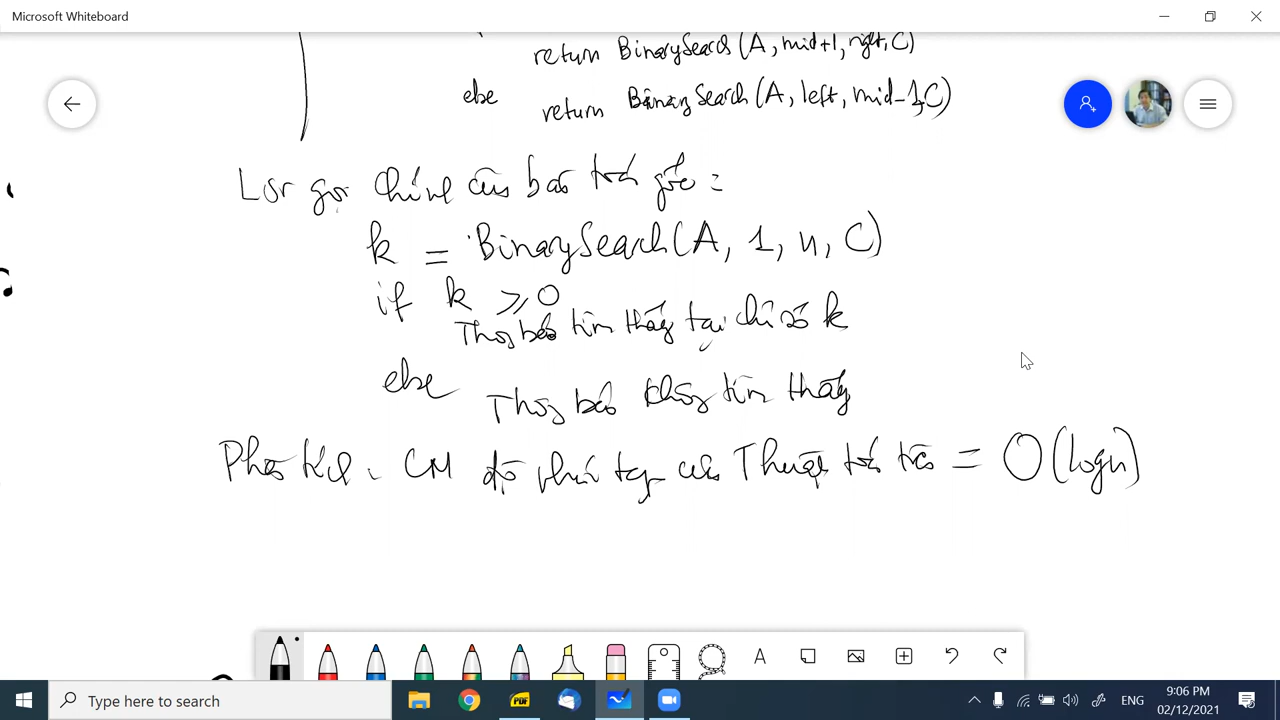 Microsoft Whiteboard
return BinarySearch (A, mid+1, right, C)
else
return BinarySearch (A, left, mid-1, C)
Lời gọi chính của bài toán gốc :
k = BinarySearch (A, 1, n, C)
if k ⩾ 0
Thông báo tìm thấy tại chỉ số k
else Thông báo không tìm thấy
Phân tích : CM độ phức tạp của Thuật toán trên = O(logn)
A
Type here to search
PDF
ENG
9:06 PM
02/12/2021